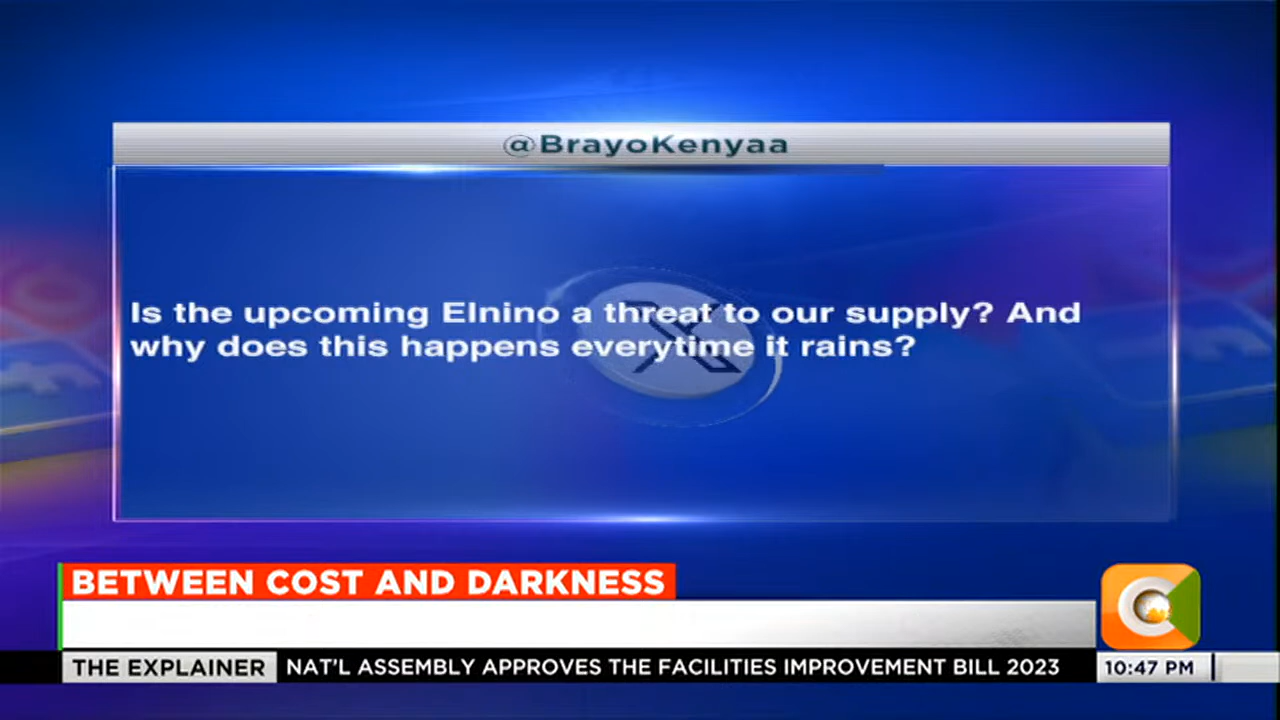 @BrayoKenyaa
Is the upcoming Elnino a threat to our supply? And
why does this happens everytime it rains?
BETWEEN COST AND DARKNESS
THE EXPLAINER NAT'L ASSEMBLY APPROVES THE FACILITIES IMPROVEMENT BILL 2023 10:47 PM